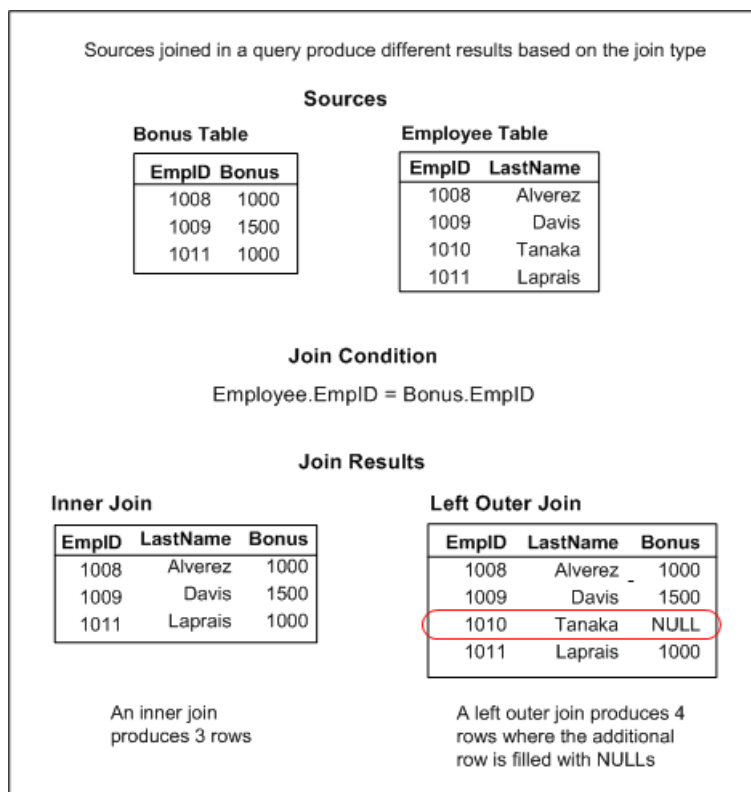 Sources joined in a query produce different results based on the join type
Sources
Bonus Table
EmpID Bonus
1008 1000
1009 1500
1011 1000
Employee Table
EmpID LastName
1008 Alverez
1009 Davis
1010 Tanaka
1011 Laprais
Join Condition
Employee.EmpID = Bonus.EmpID
Join Results
Inner Join
EmpID LastName Bonus
1008 Alverez 1000
1009 Davis 1500
1011 Laprais 1000
An inner join
produces 3 rows
Left Outer Join
EmpID LastName Bonus
1008 Alverez _ 1000
1009 Davis 1500
1010 Tanaka NULL
1011 Laprais 1000
A left outer join produces 4
rows where the additional
row is filled with NULLs